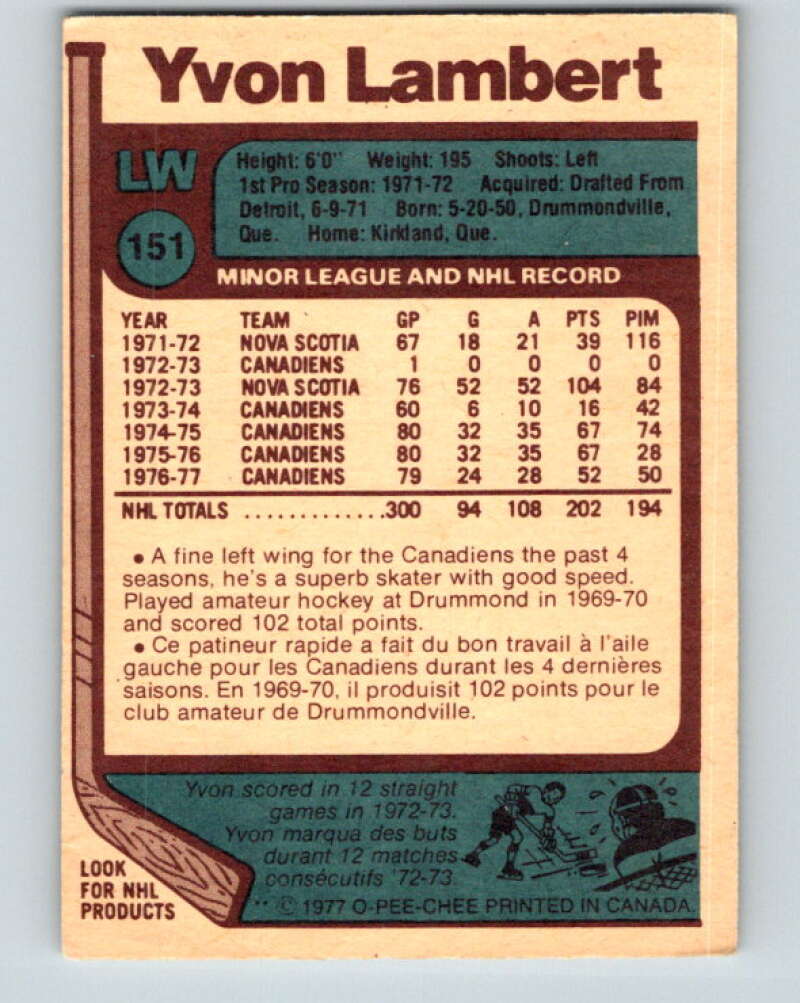 Yvon Lambert
LW
151
Height: 6'0" Weight: 195 Shoots: Left
1st Pro Season: 1971-72 Acquired: Drafted From
Detroit, 6-9-71 Born: 5-20-50, Drummondville,
Que. Home: Kirkland, Que.
MINOR LEAGUE AND NHL RECORD
YEAR TEAM GP G A PTS PIM
1971-72 NOVA SCOTIA 67 18 21 39 116
1972-73 CANADIENS 1 0 0 0 0
1972-73 NOVA SCOTIA 76 52 52 104 84
1973-74 CANADIENS 60 6 10 16 42
1974-75 CANADIENS 80 32 35 67 74
1975-76 CANADIENS 80 32 35 67 28
1976-77 CANADIENS 79 24 28 52 50
NHL TOTALS .............300 94 108 202 194
● A fine left wing for the Canadiens the past 4
seasons, he's a superb skater with good speed.
Played amateur hockey at Drummond in 1969-70
and scored 102 total points.
● Ce patineur rapide a fait du bon travail à l'aile
gauche pour les Canadiens durant les 4 dernières
saisons. En 1969-70, il produisit 102 points pour le
club amateur de Drummondville.
Yvon scored in 12 straight
games in 1972-73.
Yvon marqua des buts
durant 12 matches
consécutifs '72-73.
LOOK
FOR NHL
PRODUCTS
** © 1977 O-PEE-CHEE PRINTED IN CANADA